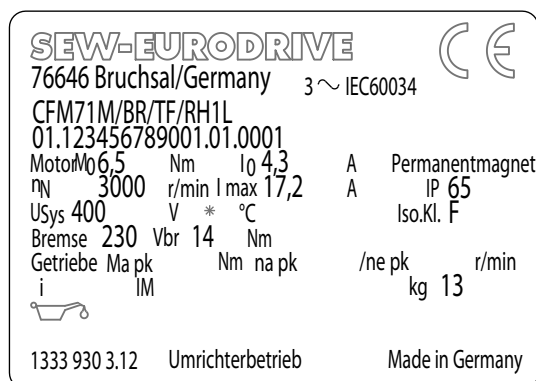 SEW-EURODRIVE CE
76646 Bruchsal/Germany 3 ~ IEC60034
CFM71M/BR/TF/RH1L
01.123456789001.01.0001
Motor M0 6,5 Nm I0 4,3 A Permanentmagnet
nN 3000 r/min I max 17,2 A IP 65
USys 400 V * °C Iso.Kl. F
Bremse 230 Vbr 14 Nm
Getriebe Ma pk Nm na pk /ne pk r/min
i IM kg 13
1333 930 3.12 Umrichterbetrieb Made in Germany